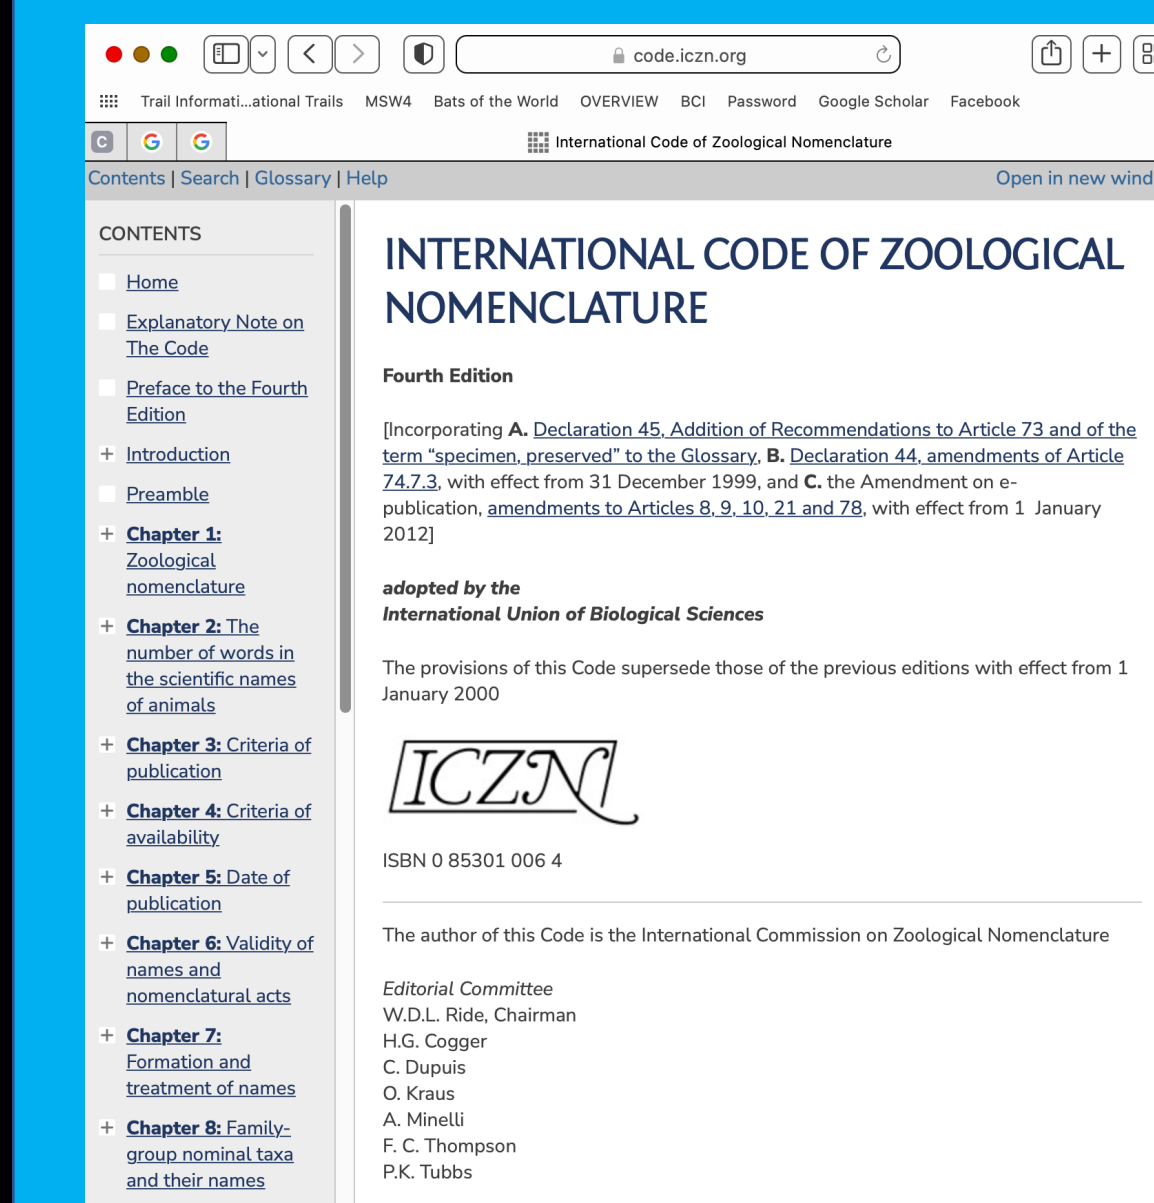 code.iczn.org
Trail Informati...ational Trails MSW4 Bats of the World OVERVIEW BCI Password Google Scholar Facebook
C G G International Code of Zoological Nomenclature
Contents | Search | Glossary | Help Open in new wind
CONTENTS
Home
Explanatory Note on
The Code
Preface to the Fourth
Edition
+ Introduction
Preamble
+ Chapter 1:
Zoological
nomenclature
+ Chapter 2: The
number of words in
the scientific names
of animals
+ Chapter 3: Criteria of
publication
+ Chapter 4: Criteria of
availability
+ Chapter 5: Date of
publication
+ Chapter 6: Validity of
names and
nomenclatural acts
+ Chapter 7:
Formation and
treatment of names
+ Chapter 8: Family-
group nominal taxa
and their names
INTERNATIONAL CODE OF ZOOLOGICAL
NOMENCLATURE
Fourth Edition
[Incorporating A. Declaration 45, Addition of Recommendations to Article 73 and of the
term “specimen, preserved” to the Glossary, B. Declaration 44, amendments of Article
74.7.3, with effect from 31 December 1999, and C. the Amendment on e-
publication, amendments to Articles 8, 9, 10, 21 and 78, with effect from 1 January
2012]
adopted by the
International Union of Biological Sciences
The provisions of this Code supersede those of the previous editions with effect from 1
January 2000
ICZN
ISBN 0 85301 006 4
The author of this Code is the International Commission on Zoological Nomenclature
Editorial Committee
W.D.L. Ride, Chairman
H.G. Cogger
C. Dupuis
O. Kraus
A. Minelli
F. C. Thompson
P.K. Tubbs